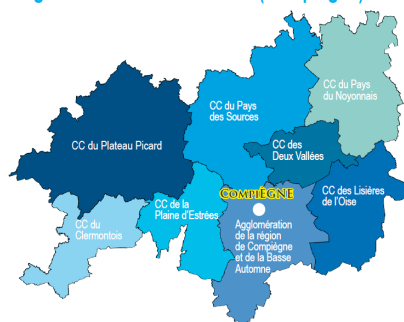 CC du Pays
du Noyonnais
CC du Pays
des Sources
CC du Plateau Picard
CC des
Deux Vallées
COMPIÈGNE
CC des Lisières
de l'Oise
CC de la
Plaine d'Estrées
CC du
Clermontois
Agglomération
de la région
de Compiègne
et de la Basse
Automne